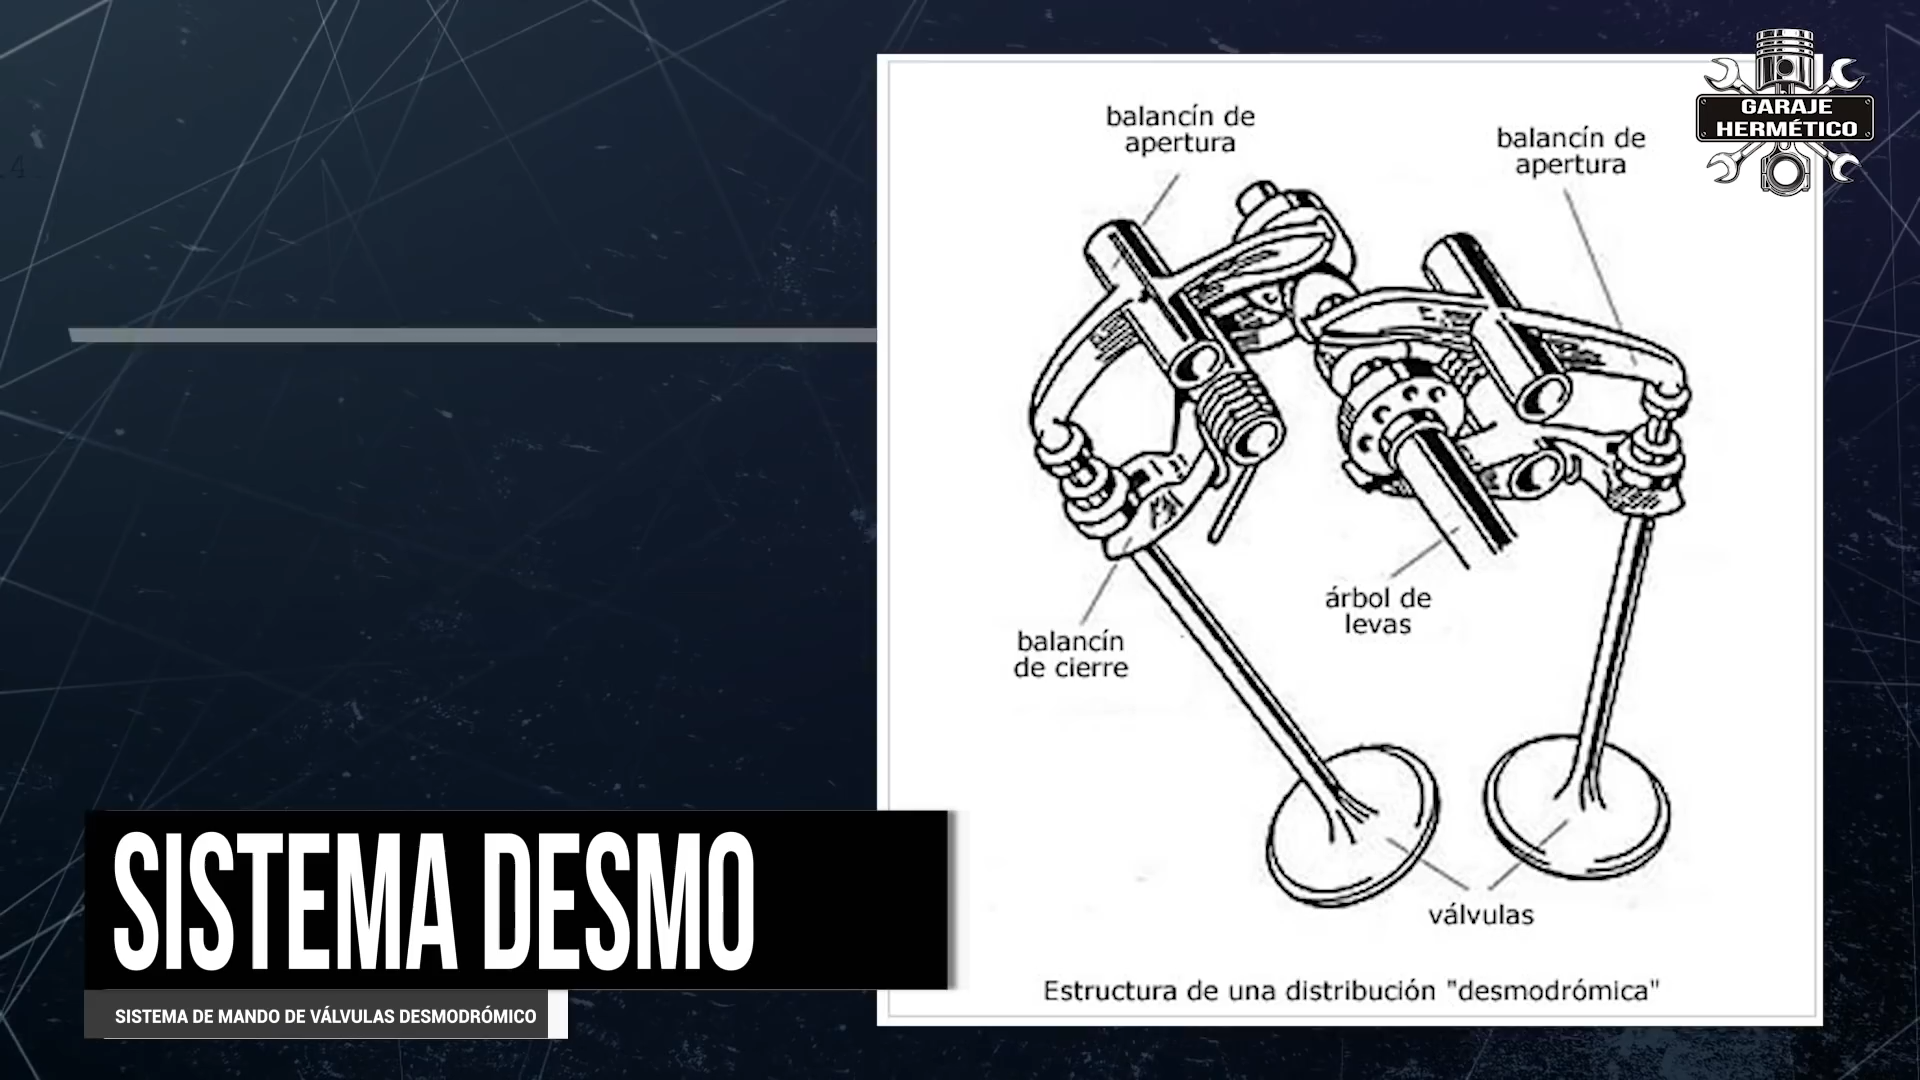 GARAJE
HERMÉTICO
balancín de
apertura
balancín de
apertura
balancín
de cierre
árbol de
levas
válvulas
Estructura de una distribución "desmodrómica"
SISTEMA DESMO
SISTEMA DE MANDO DE VÁLVULAS DESMODRÓMICO